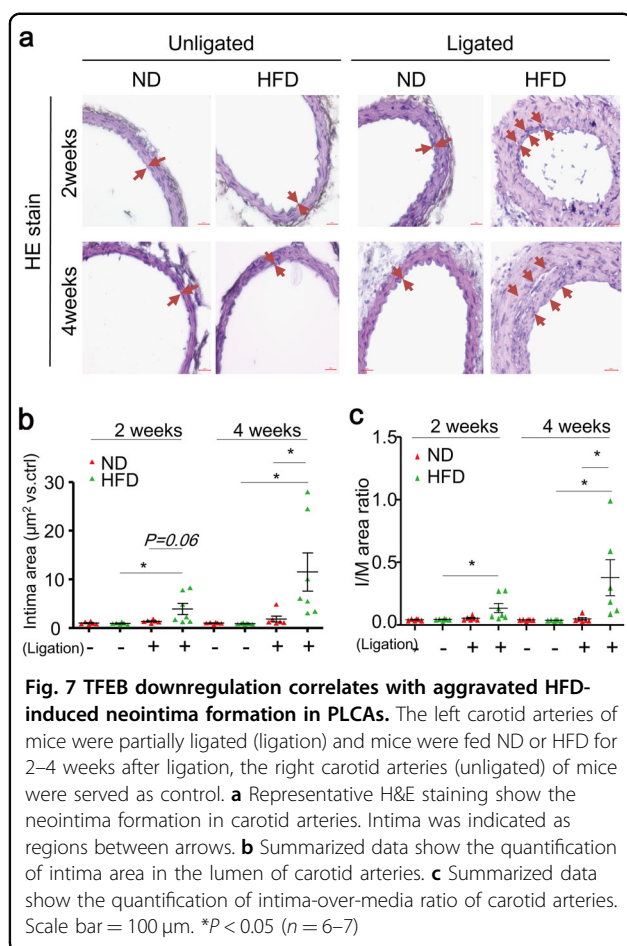 a
Unligated Ligated
ND HFD ND HFD
HE stain
2weeks
4weeks
b
2 weeks 4 weeks
Intima area (μm² vs.ctrl)
ND
HFD
30
20
10
0
P=0.06
*
*
*
(Ligation) - - + + - - + +
c
2 weeks 4 weeks
I/M area ratio
ND
HFD
1.5
1.0
0.5
0.0
*
*
*
(Ligation) - - + + - - + +
Fig. 7 TFEB downregulation correlates with aggravated HFD-
induced neointima formation in PLCAs. The left carotid arteries of
mice were partially ligated (ligation) and mice were fed ND or HFD for
2–4 weeks after ligation, the right carotid arteries (unligated) of mice
were served as control. a Representative H&E staining show the
neointima formation in carotid arteries. Intima was indicated as
regions between arrows. b Summarized data show the quantification
of intima area in the lumen of carotid arteries. c Summarized data
show the quantification of intima-over-media ratio of carotid arteries.
Scale bar = 100 μm. *P < 0.05 (n = 6–7)